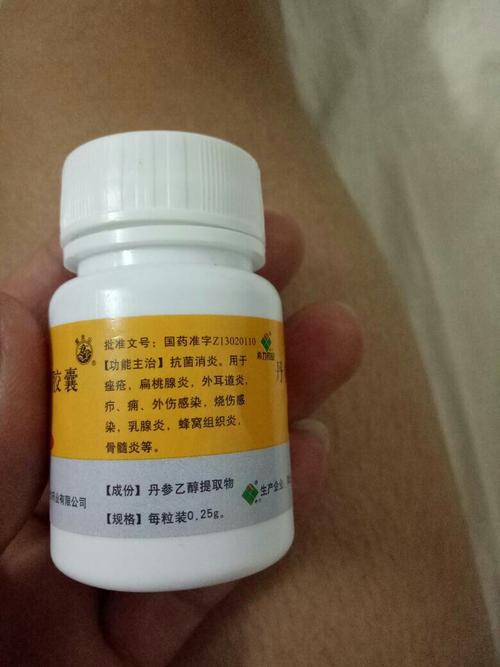 批准文号：国药准字Z13020110
【功能主治】抗菌消炎。用于
痤疮，扁桃腺炎，外耳道炎，
疖、痈，外伤感染，烧伤感
染，乳腺炎，蜂窝组织炎，
骨髓炎等。
胶囊
丹
【成份】丹参乙醇提取物
【规格】每粒装0.25g。
药业有限公司
生产企业